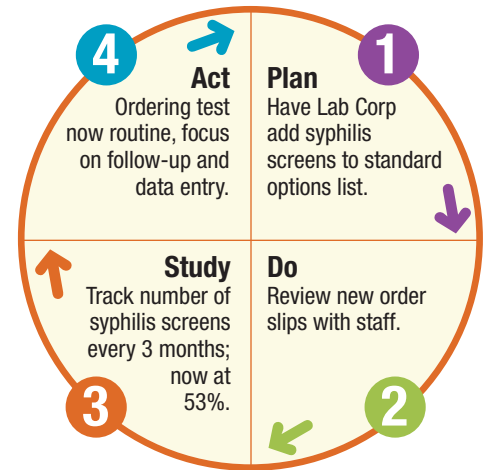 1
Plan
Have Lab Corp
add syphilis
screens to standard
options list.
2
Do
Review new order
slips with staff.
3
Study
Track number of
syphilis screens
every 3 months;
now at
53%.
4
Act
Ordering test
now routine, focus
on follow-up and
data entry.